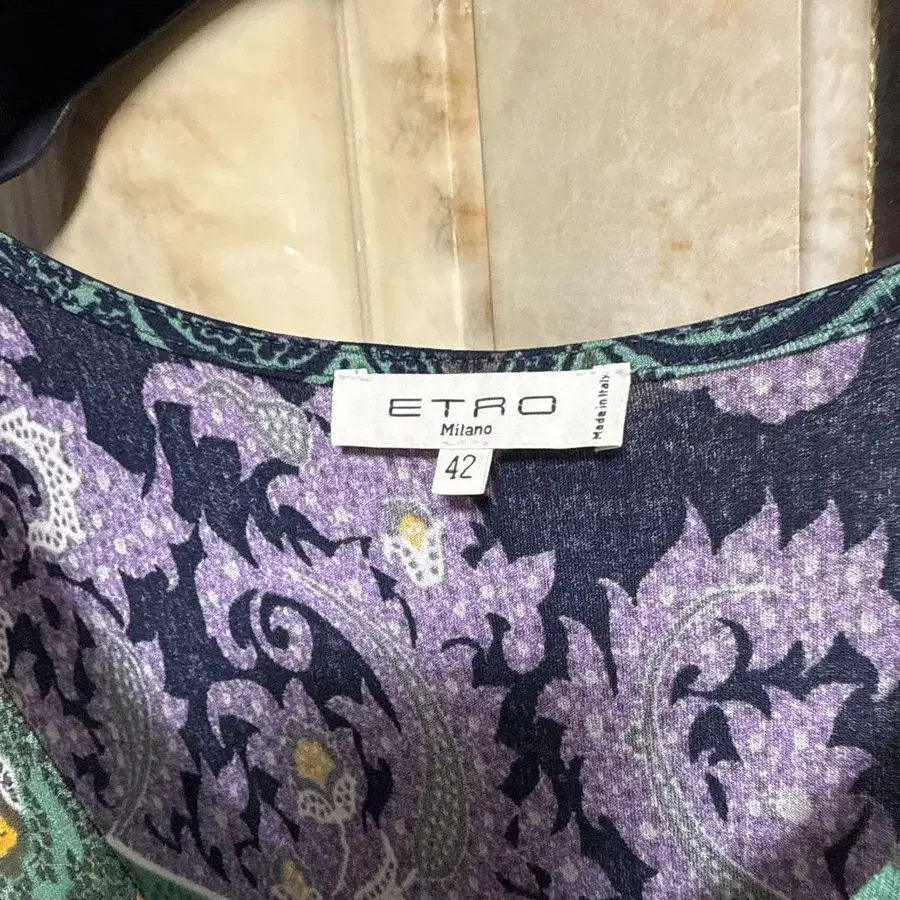 ETRO
Milano
Made in Italy
42